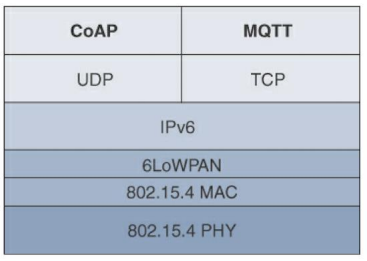 CoAP MQTT
UDP TCP
IPv6
6LoWPAN
802.15.4 MAC
802.15.4 PHY